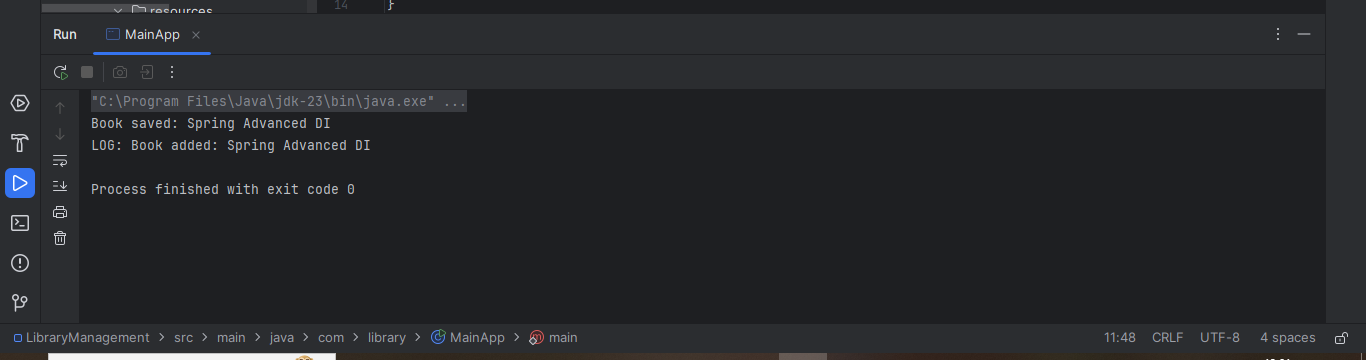 resources
14 }
Run MainApp
"C:\Program Files\Java\jdk-23\bin\java.exe" ...
Book saved: Spring Advanced DI
LOG: Book added: Spring Advanced DI
Process finished with exit code 0
LibraryManagement > src > main > java > com > library > MainApp > main 11:48 CRLF UTF-8 4 spaces